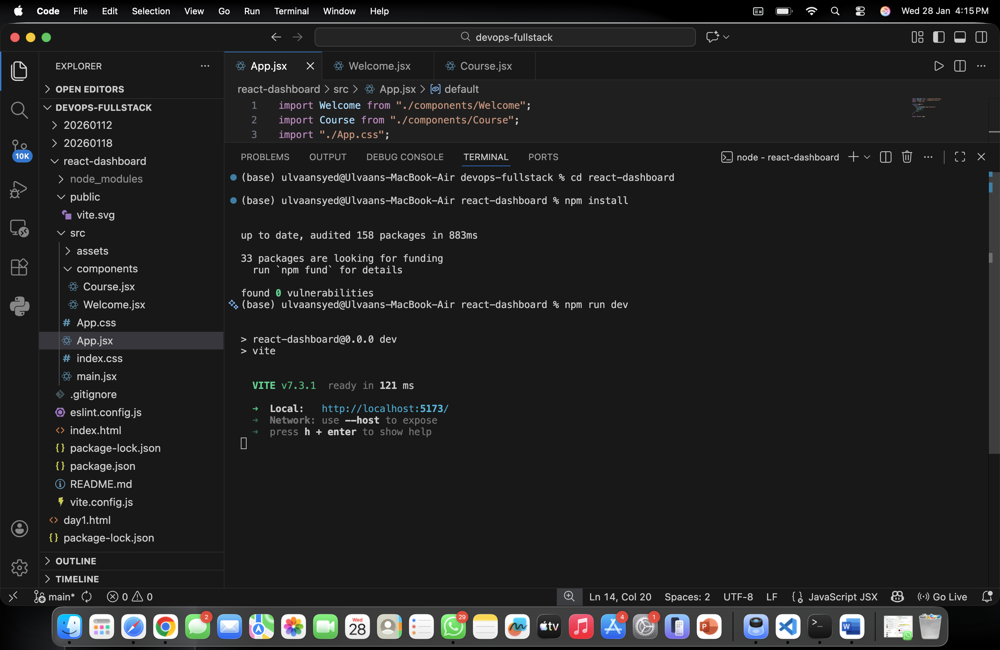 Code File Edit Selection View Go Run Terminal Window Help Wed 28 Jan 4:15 PM
devops-fullstack
EXPLORER
OPEN EDITORS
DEVOPS-FULLSTACK
20260112
20260118
react-dashboard
node_modules
public
vite.svg
src
assets
components
Course.jsx
Welcome.jsx
App.css
App.jsx
index.css
main.jsx
.gitignore
eslint.config.js
index.html
package-lock.json
package.json
README.md
vite.config.js
day1.html
package-lock.json
OUTLINE
TIMELINE
10K
App.jsx Welcome.jsx Course.jsx
react-dashboard > src > App.jsx > default
1 import Welcome from "./components/Welcome";
2 import Course from "./components/Course";
3 import "./App.css";
PROBLEMS OUTPUT DEBUG CONSOLE TERMINAL PORTS node - react-dashboard
(base) ulvaansyed@Ulvaans-MacBook-Air devops-fullstack % cd react-dashboard
(base) ulvaansyed@Ulvaans-MacBook-Air react-dashboard % npm install
up to date, audited 158 packages in 883ms
33 packages are looking for funding
run `npm fund` for details
found 0 vulnerabilities
(base) ulvaansyed@Ulvaans-MacBook-Air react-dashboard % npm run dev
> react-dashboard@0.0.0 dev
> vite
VITE v7.3.1 ready in 121 ms
➜ Local: http://localhost:5173/
➜ Network: use --host to expose
➜ press h + enter to show help
main* 0 0 Ln 14, Col 20 Spaces: 2 UTF-8 LF JavaScript JSX Go Live
2
Wed
28
29
tv
4
1
P
W